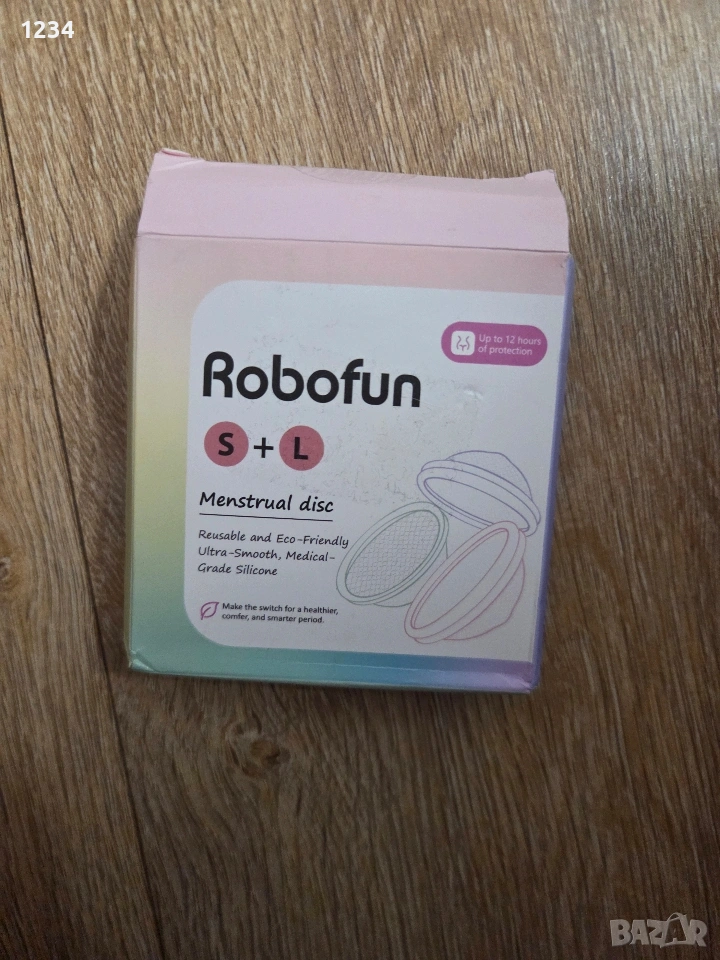 1234
Up to 12 hours
of protection
Robofun
S + L
Menstrual disc
Reusable and Eco-Friendly
Ultra-Smooth, Medical-
Grade Silicone
Make the switch for a healthier,
comfer, and smarter period.
BAZAR